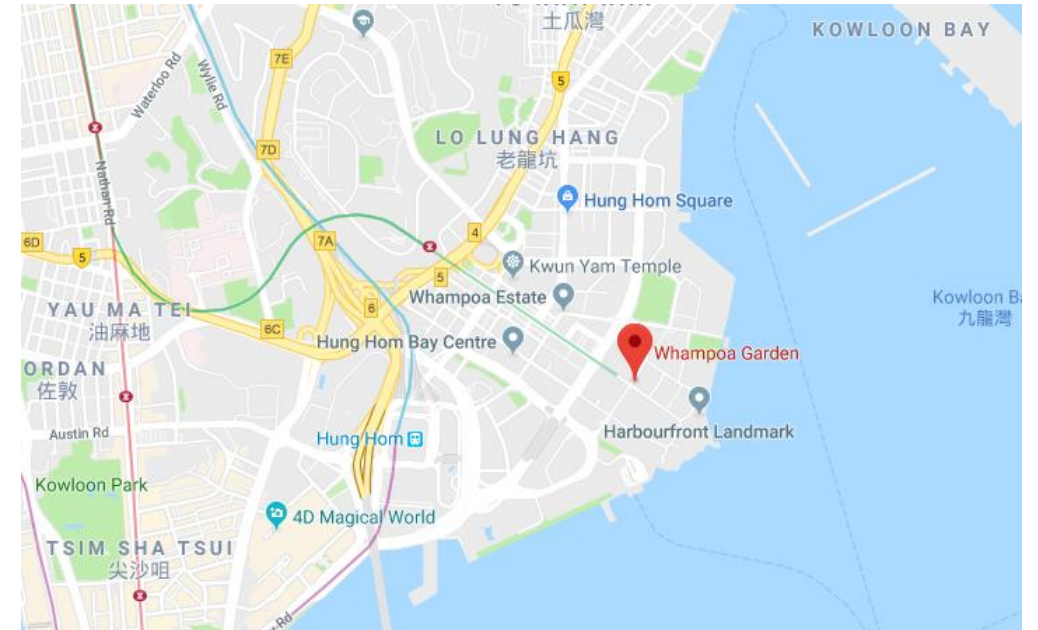 土瓜灣
KOWLOON BAY
7E
Waterloo Rd
Wylie Rd
5
7D
LO LUNG HANG
老龍坑
Nathan Rd
Hung Hom Square
6D
5
7A
4
Kwun Yam Temple
5
Whampoa Estate
YAU MA TEI
油麻地
6
6C
Kowloon Ba
九龍灣
Hung Hom Bay Centre
Whampoa Garden
ORDAN
佐敦
Austin Rd
Hung Hom
Harbourfront Landmark
Kowloon Park
4D Magical World
TSIM SHA TSUI
尖沙咀
Rd